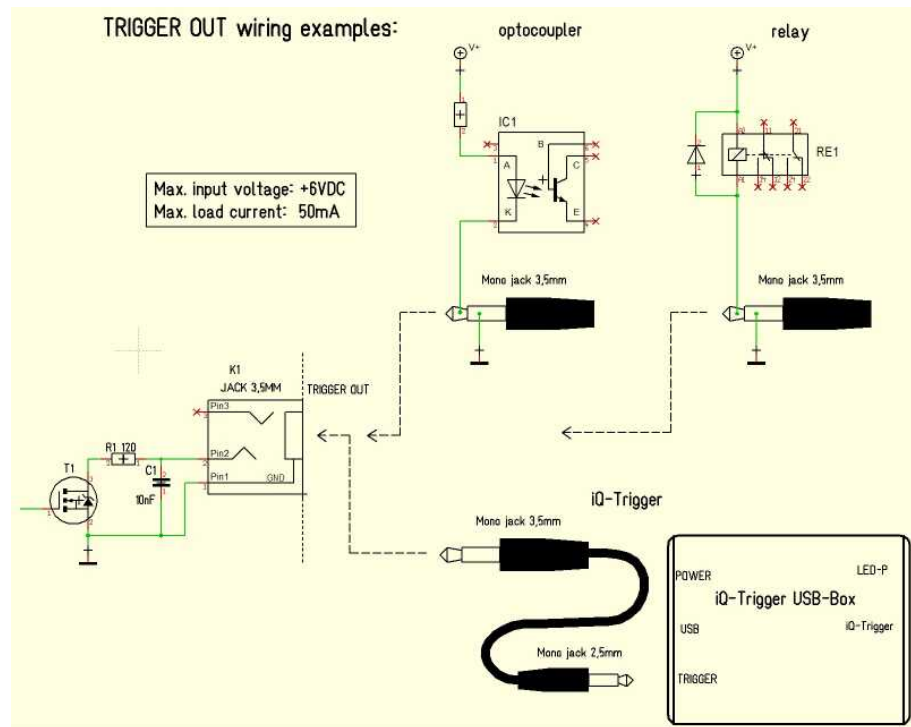 TRIGGER OUT wiring examples:
optocoupler
relay
V+
V+
IC1
B
A
C
K
E
RE1
Max. input voltage: +6VDC
Max. load current: 50mA
Mono jack 3,5mm
Mono jack 3,5mm
K1
JACK 3,5MM
TRIGGER OUT
Pin3
R1 120
Pin2
C1
T1
Pin1
GND
10nF
iQ-Trigger
Mono jack 3,5mm
POWER
LED-P
iQ-Trigger USB-Box
USB
iQ-Trigger
Mono jack 2,5mm
TRIGGER